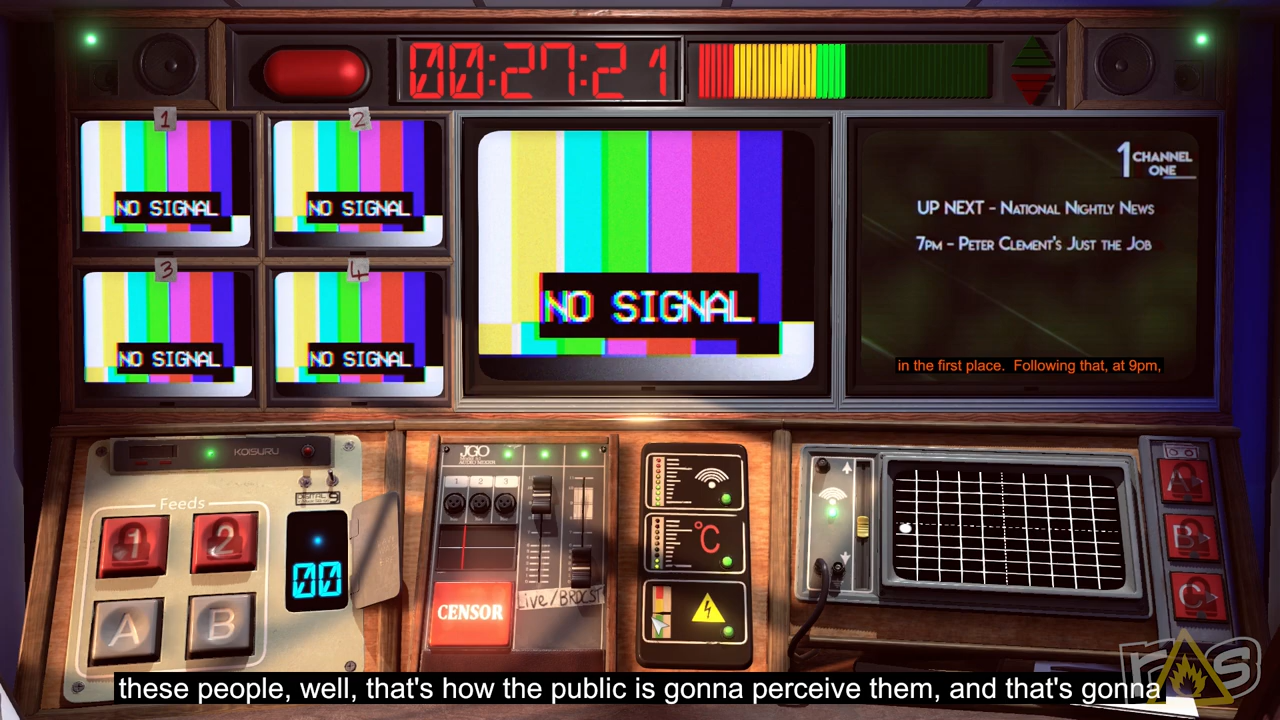 00:27:21
1
2
NO SIGNAL
NO SIGNAL
3
4
NO SIGNAL
NO SIGNAL
NO SIGNAL
1 CHANNEL
ONE
UP NEXT - NATIONAL NIGHTLY NEWS
7PM - PETER CLEMENT'S JUST THE JOB
in the first place. Following that, at 9pm,
KOISURU
Feeds
1
2
A
B
00
JGO
1 2 3
CENSOR
Live/BRDCST
°C
A
B
C
ras
these people, well, that's how the public is gonna perceive them, and that's gonna